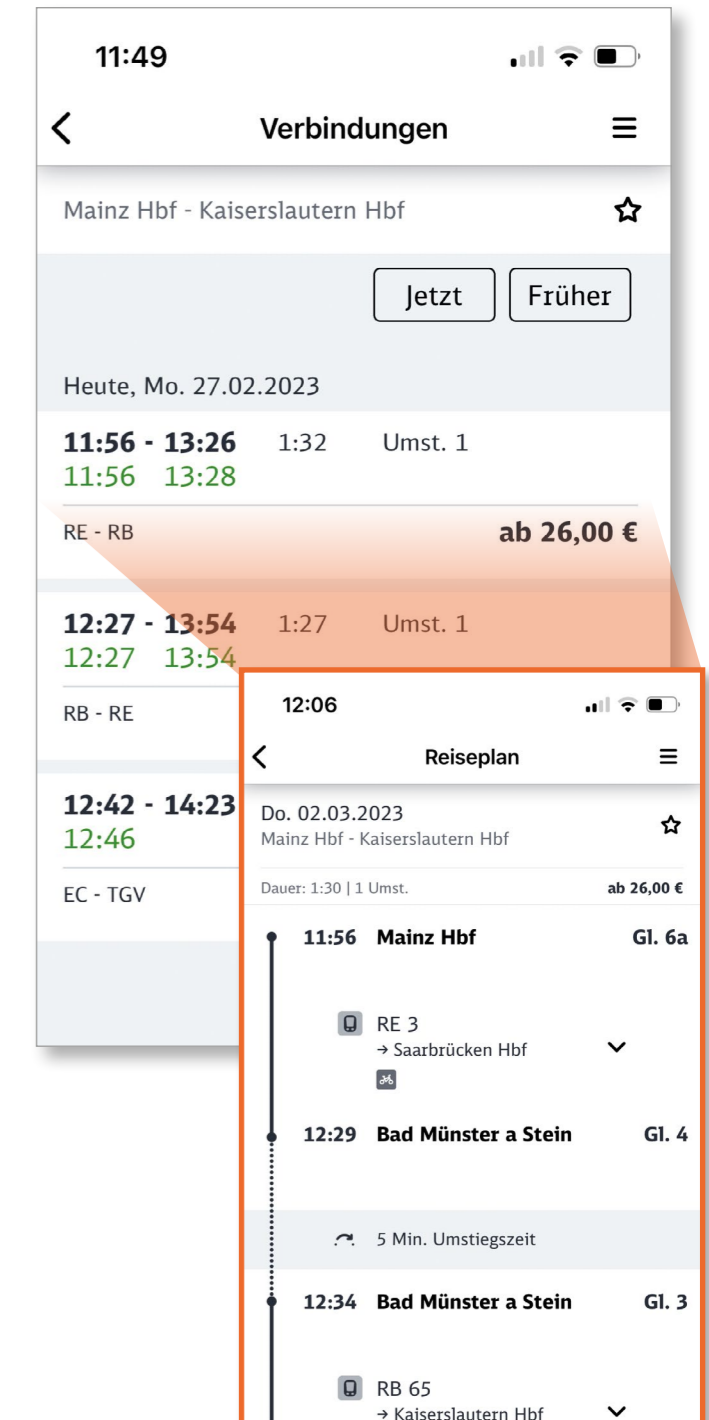 11:49
Verbindungen
Mainz Hbf - Kaiserslautern Hbf
Jetzt Früher
Heute, Mo. 27.02.2023
11:56 - 13:26 1:32 Umst. 1
11:56 13:28
RE - RB ab 26,00 €
12:27 - 13:54 1:27 Umst. 1
12:27 13:54
RB - RE
12:42 - 14:23
12:46
EC - TGV
12:06
Reiseplan
Do. 02.03.2023
Mainz Hbf - Kaiserslautern Hbf
Dauer: 1:30 | 1 Umst. ab 26,00 €
11:56 Mainz Hbf Gl. 6a
RE 3
→ Saarbrücken Hbf
12:29 Bad Münster a Stein Gl. 4
5 Min. Umstiegszeit
12:34 Bad Münster a Stein Gl. 3
RB 65
→ Kaiserslautern Hbf